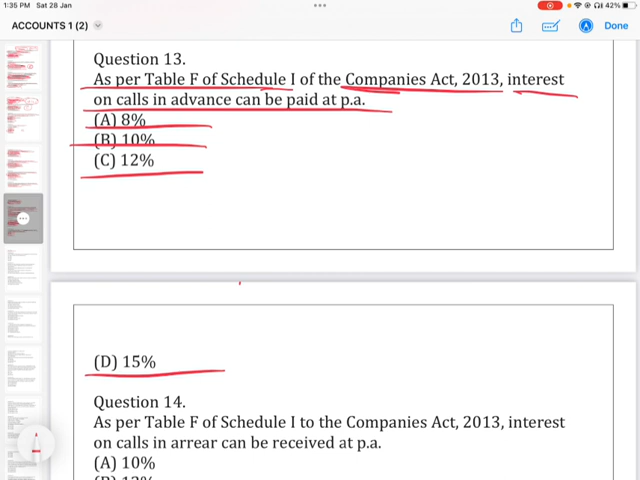 1:35 PM Sat 28 Jan
42%
ACCOUNTS 1 (2)
Done
Question 13.
As per Table F of Schedule I of the Companies Act, 2013, interest
on calls in advance can be paid at p.a.
(A) 8%
(B) 10%
(C) 12%
(D) 15%
Question 14.
As per Table F of Schedule I to the Companies Act, 2013, interest
on calls in arrear can be received at p.a.
(A) 10%
(B) 12%